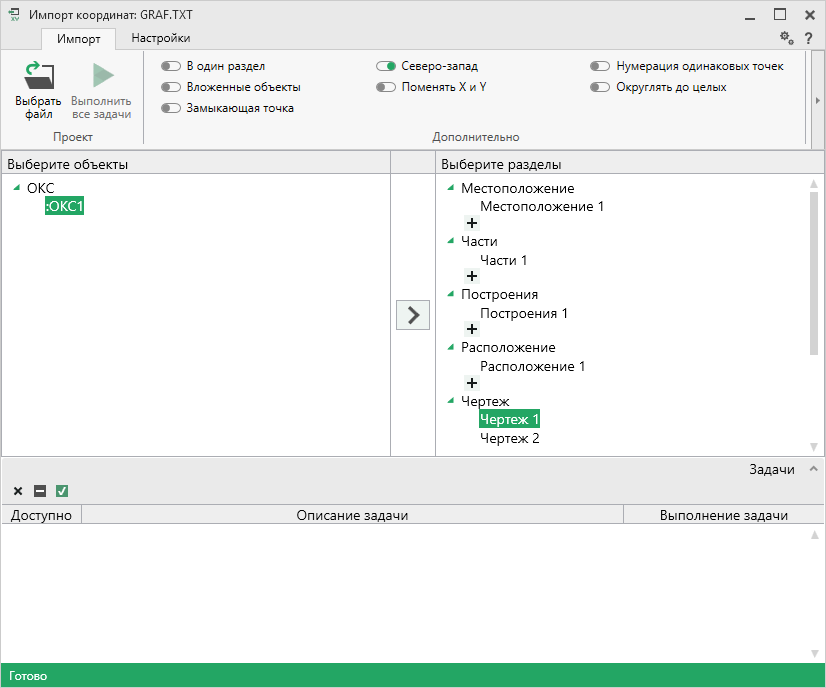 Импорт координат: GRAF.TXT
Импорт
Настройки
?
Выбрать файл
Выполнить все задачи
Проект
В один раздел
Вложенные объекты
Замыкающая точка
Северо-запад
Поменять X и Y
Нумерация одинаковых точек
Округлять до целых
Дополнительно
Выберите объекты
ОКС
:ОКС1
Выберите разделы
Местоположение
Местоположение 1
+
Части
Части 1
+
Построения
Построения 1
+
Расположение
Расположение 1
+
Чертеж
Чертеж 1
Чертеж 2
Задачи
Доступно
Описание задачи
Выполнение задачи
Готово